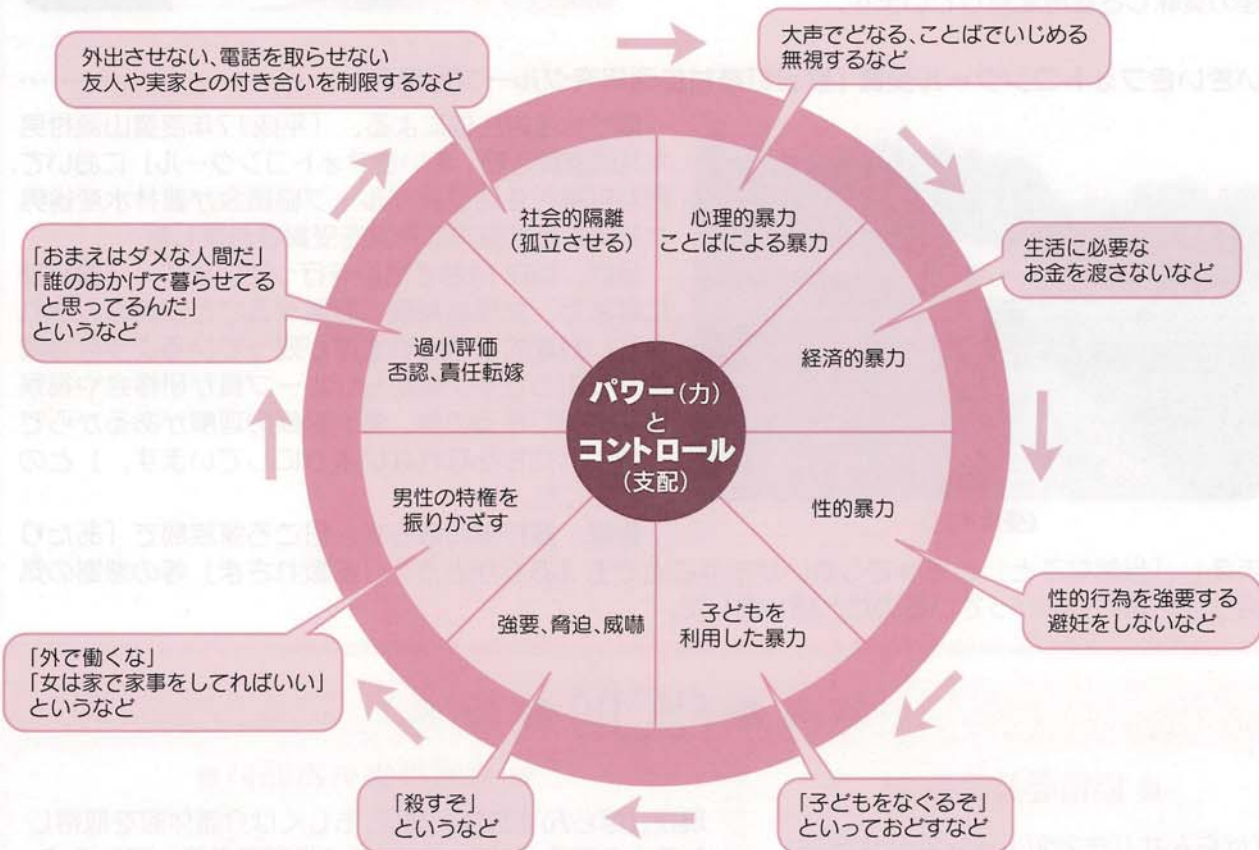 外出させない、電話を取らせない
友人や実家との付き合いを制限するなど
大声でどなる、ことばでいじめる
無視するなど
社会的隔離
(孤立させる)
心理的暴力
ことばによる暴力
生活に必要な
お金を渡さないなど
「おまえはダメな人間だ」
「誰のおかげで暮らせてる
と思ってるんだ」
というなど
過小評価
否認、責任転嫁
経済的暴力
パワー(力)
と
コントロール
(支配)
男性の特権を
振りかざす
性的暴力
強要、脅迫、威嚇
子どもを
利用した暴力
性的行為を強要する
避妊をしないなど
「外で働くな」
「女は家で家事をしてればいい」
というなど
「殺すぞ」
というなど
「子どもをなぐるぞ」
といっておどすなど